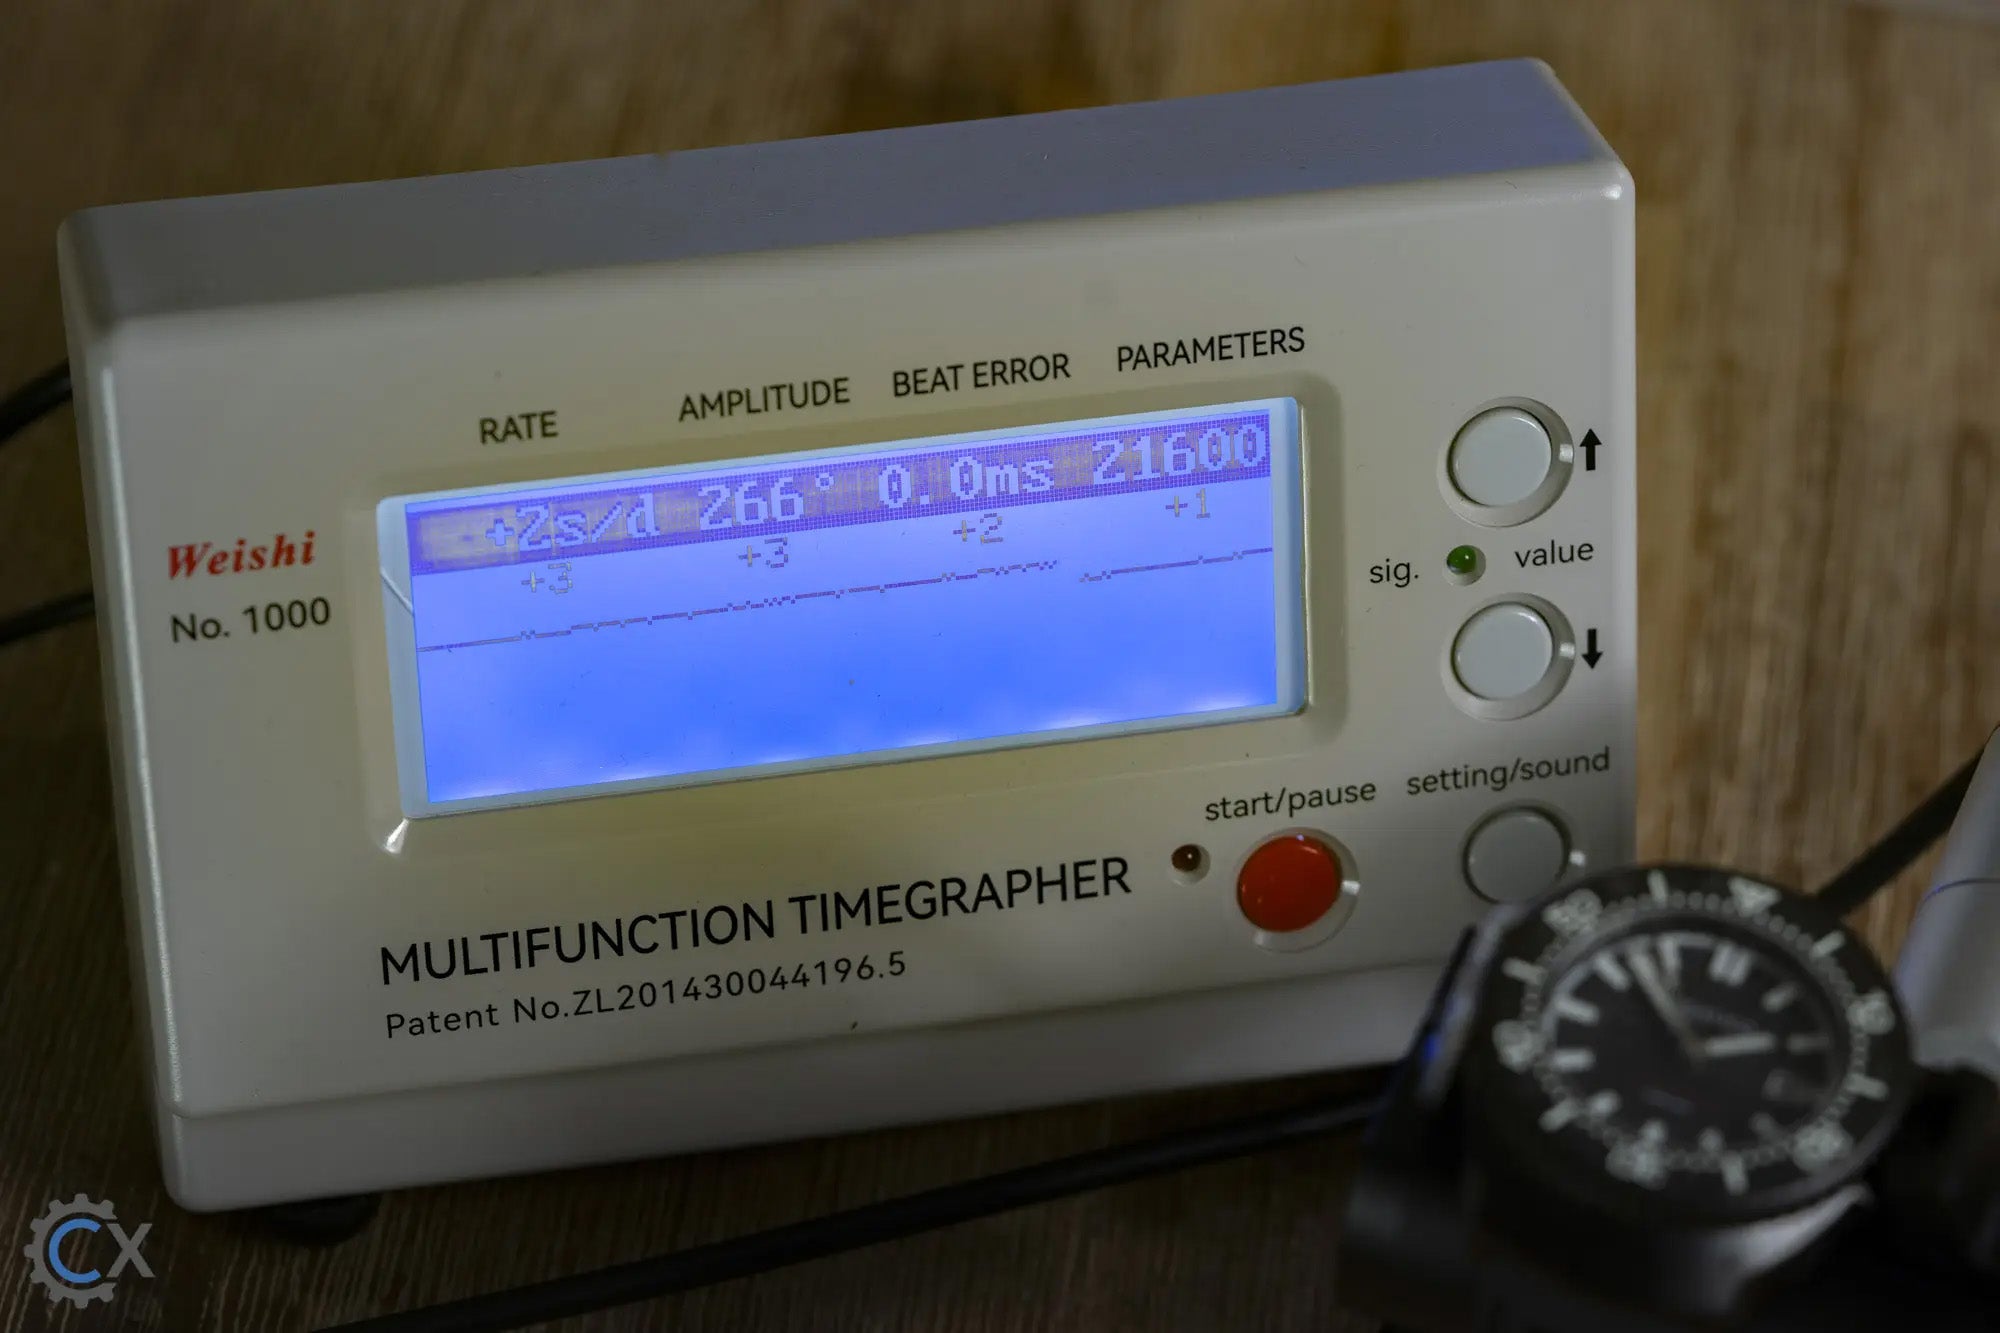 RATE AMPLITUDE BEAT ERROR PARAMETERS
+2s/d 266° 0.0ms 21600
+3 +3 +2 +1
Weishi
No. 1000
sig. value
start/pause setting/sound
MULTIFUNCTION TIMEGRAPHER
Patent No.ZL201430044196.5
CX